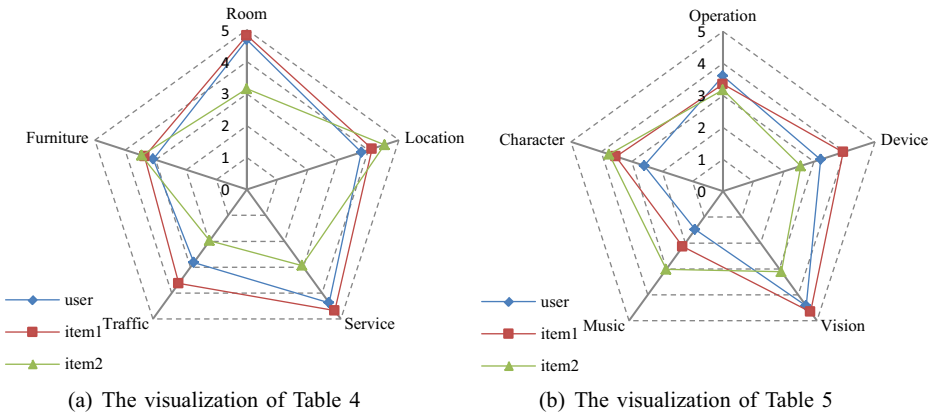 Room
5
4
3
2
1
0
Furniture
Location
Traffic
Service
user
item1
item2
(a) The visualization of Table 4
Operation
5
4
3
2
1
0
Character
Device
Music
Vision
user
item1
item2
(b) The visualization of Table 5